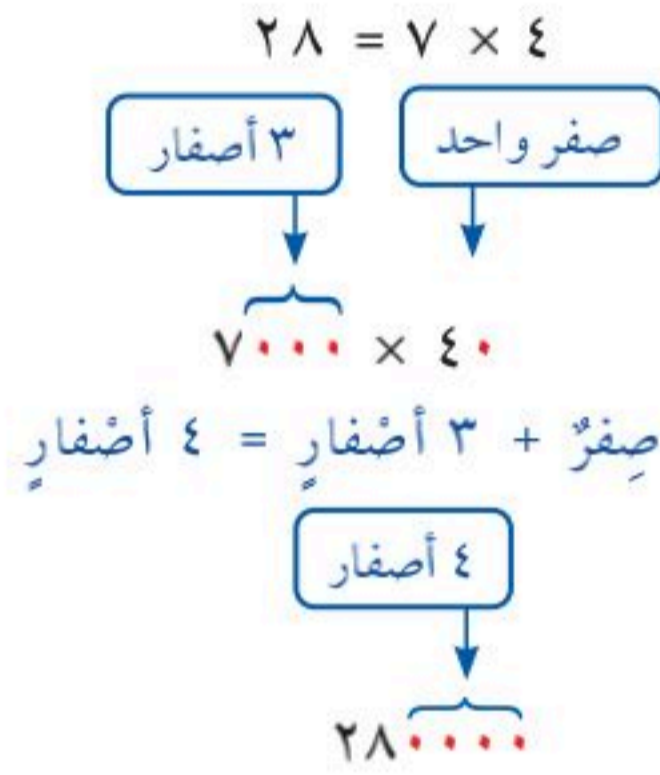 ٤ × ٧ = ٢٨
صفر واحد
٣ أصفار
٤٠ × ٧٠٠٠
صِفرٌ + ٣ أصْفارٍ = ٤ أصْفارٍ
٤ أصفار
٢٨٠٠٠٠